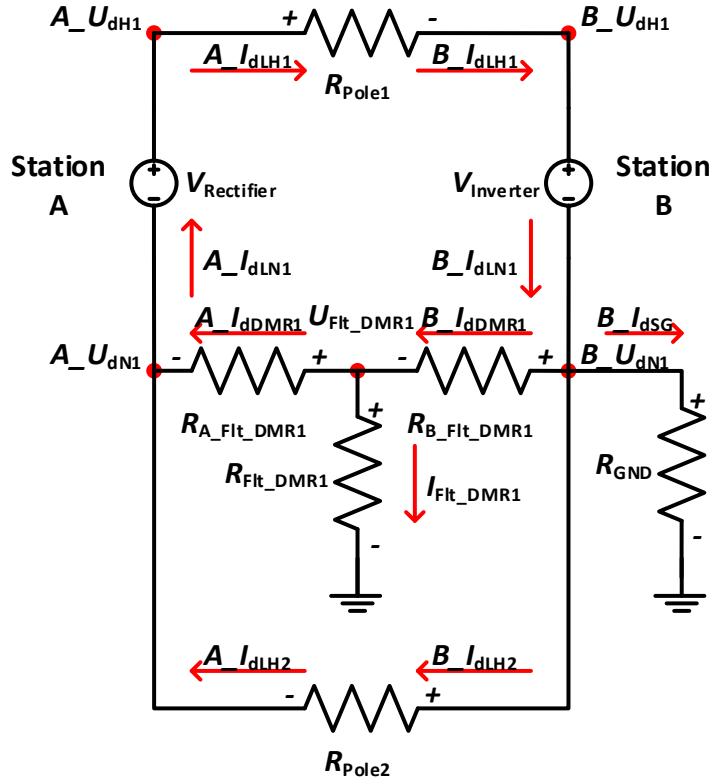 A_UdH1
B_UdH1
+ -
A_IdLH1
B_IdLH1
RPole1
Station
A
+
-
VRectifier
VInverter
+
-
Station
B
A_IdLN1
B_IdLN1
A_IdDMR1
UFlt_DMR1
B_IdDMR1
B_IdSG
A_UdN1
- +
- +
B_UdN1
RA_Flt_DMR1
+
RB_Flt_DMR1
+
RFlt_DMR1
IFlt_DMR1
RGND
-
-
A_IdLH2
B_IdLH2
- +
RPole2